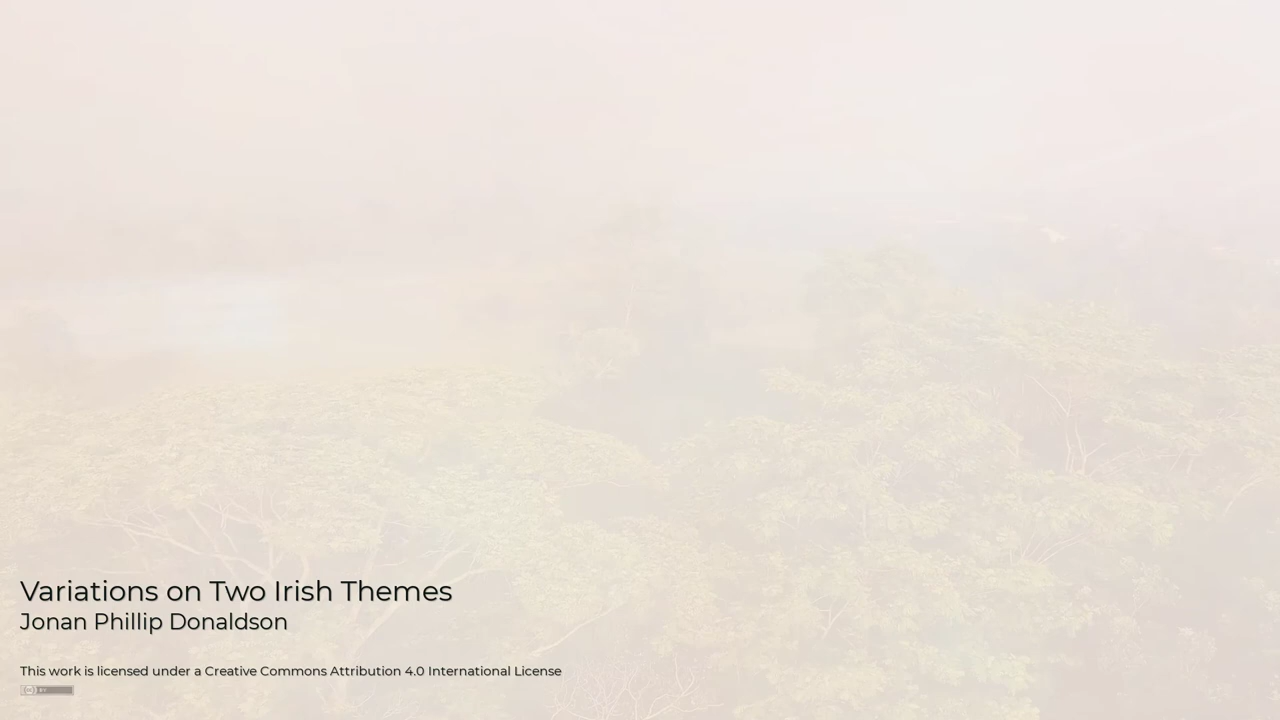 Variations on Two Irish Themes
Jonan Phillip Donaldson
This work is licensed under a Creative Commons Attribution 4.0 International License
BY